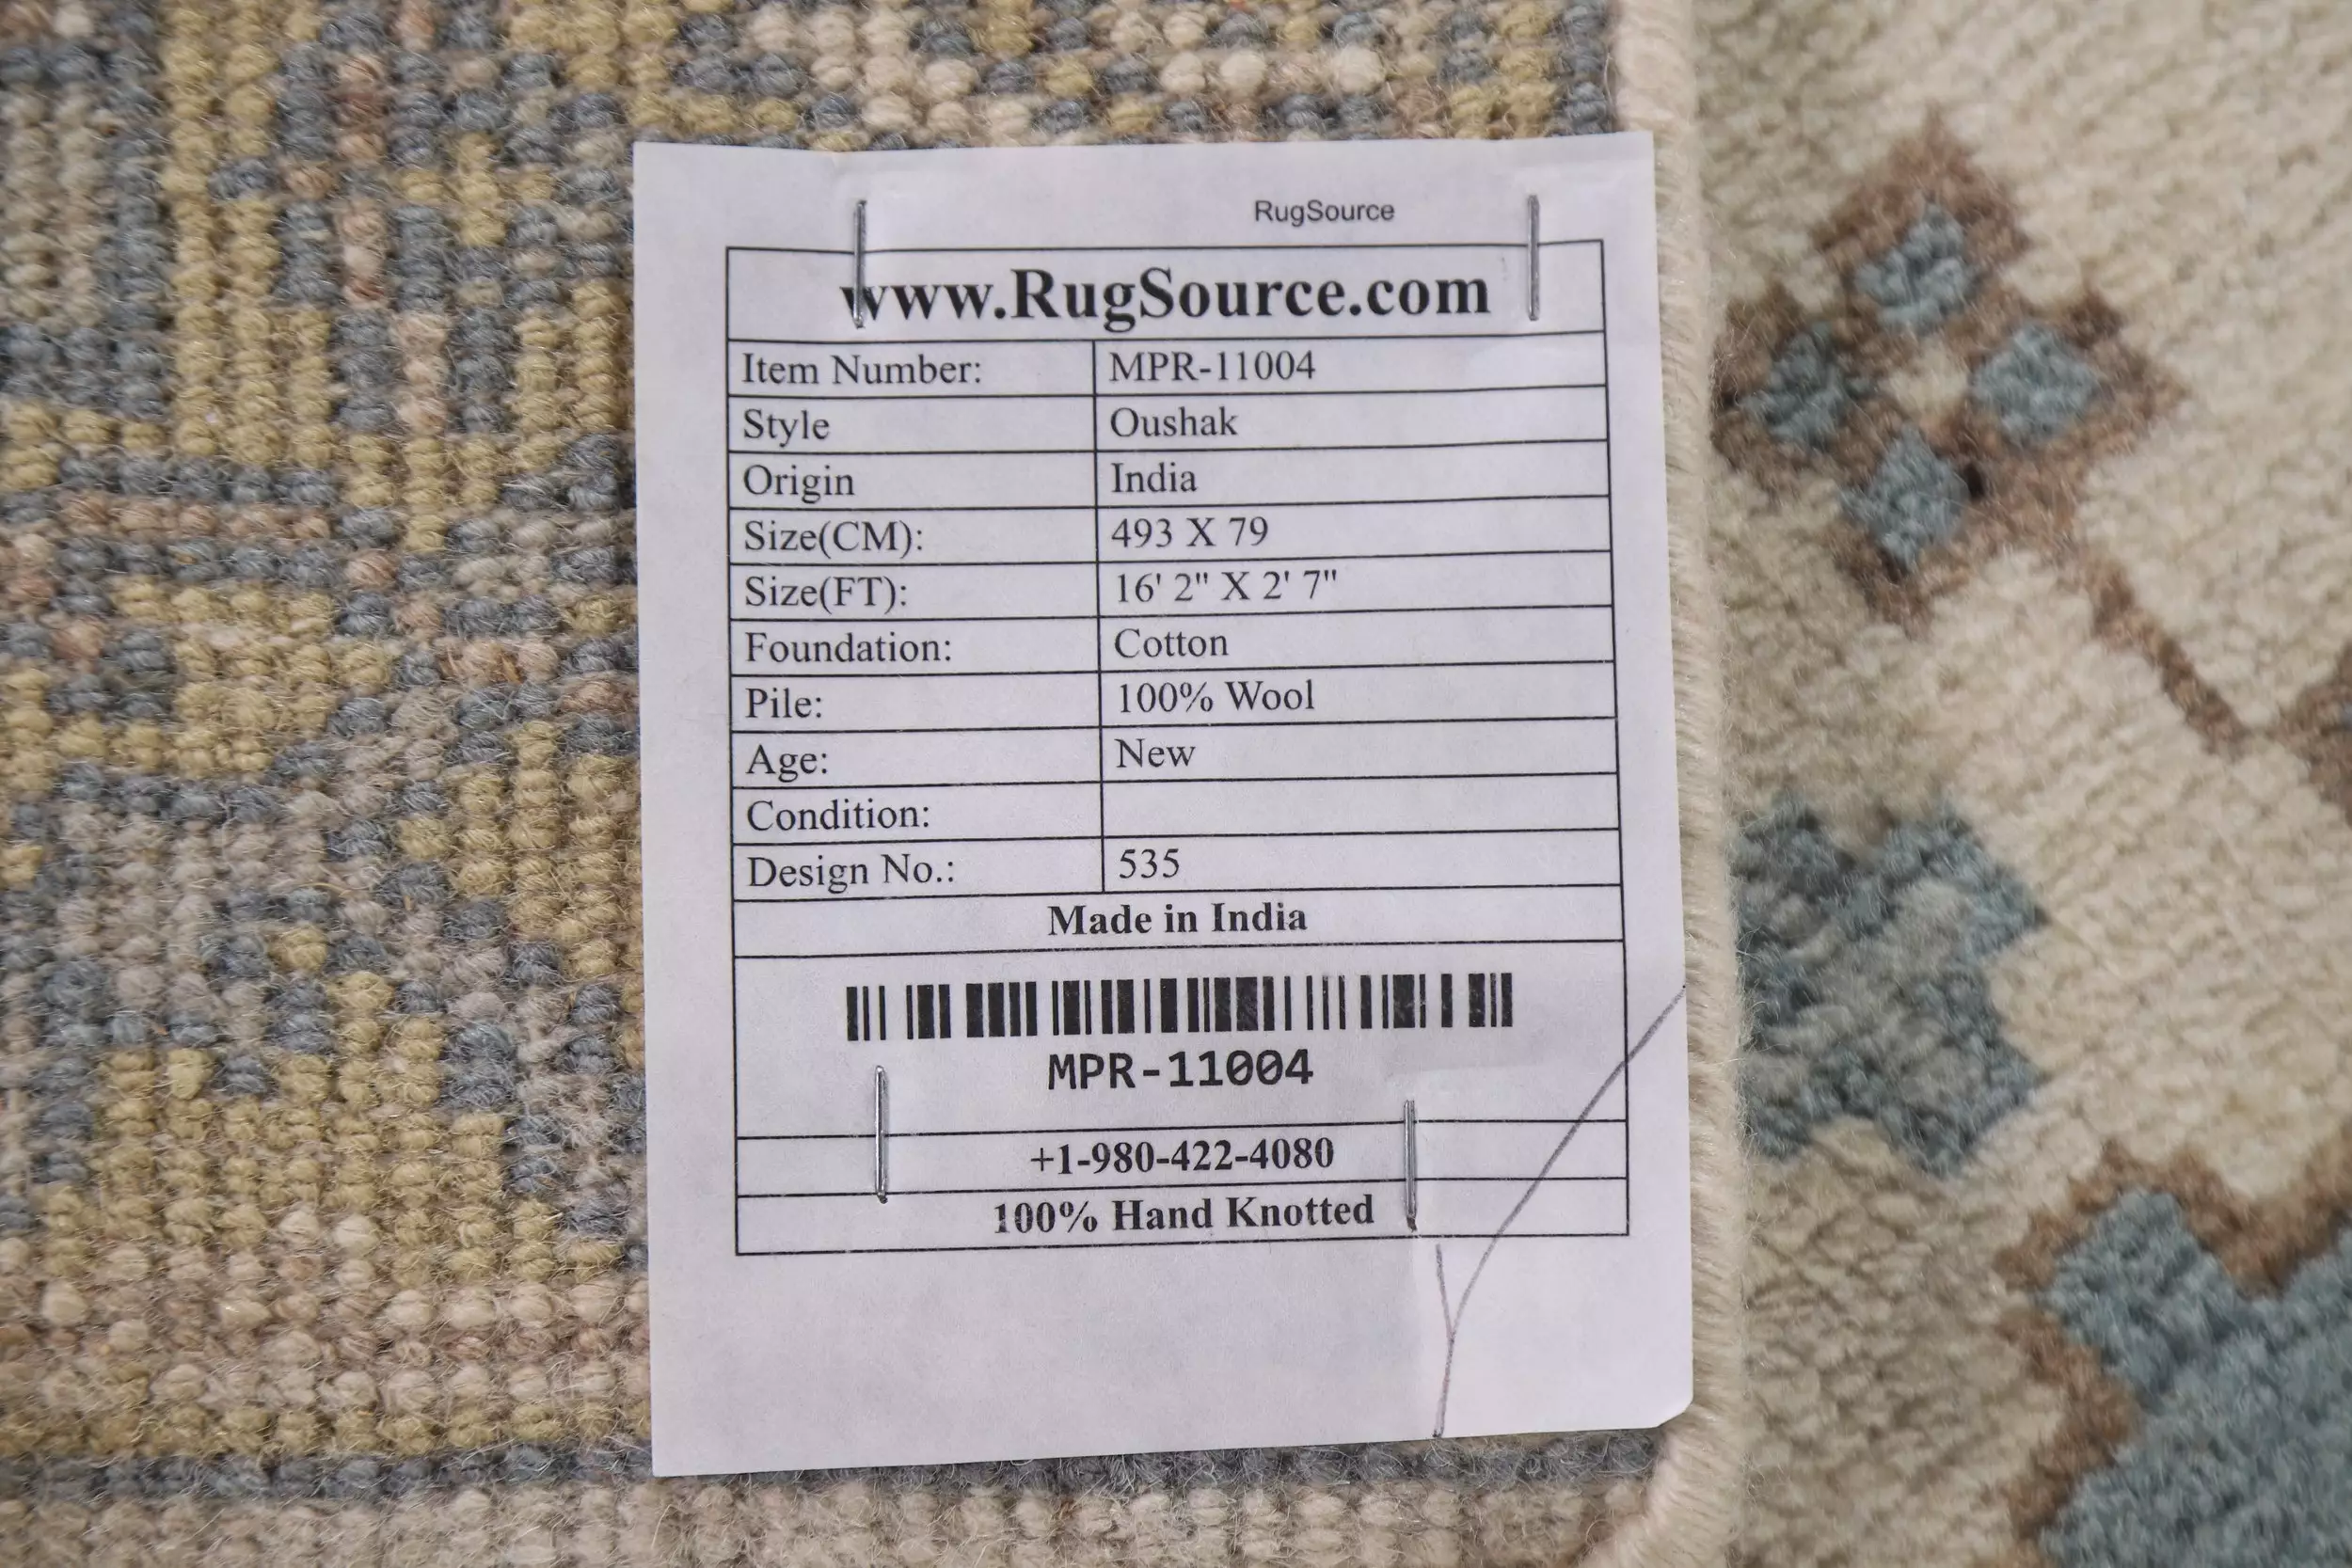 RugSource
www.RugSource.com
Item Number: MPR-11004
Style Oushak
Origin India
Size(CM): 493 X 79
Size(FT): 16' 2" X 2' 7"
Foundation: Cotton
Pile: 100% Wool
Age: New
Condition:
Design No.: 535
Made in India
MPR-11004
+1-980-422-4080
100% Hand Knotted